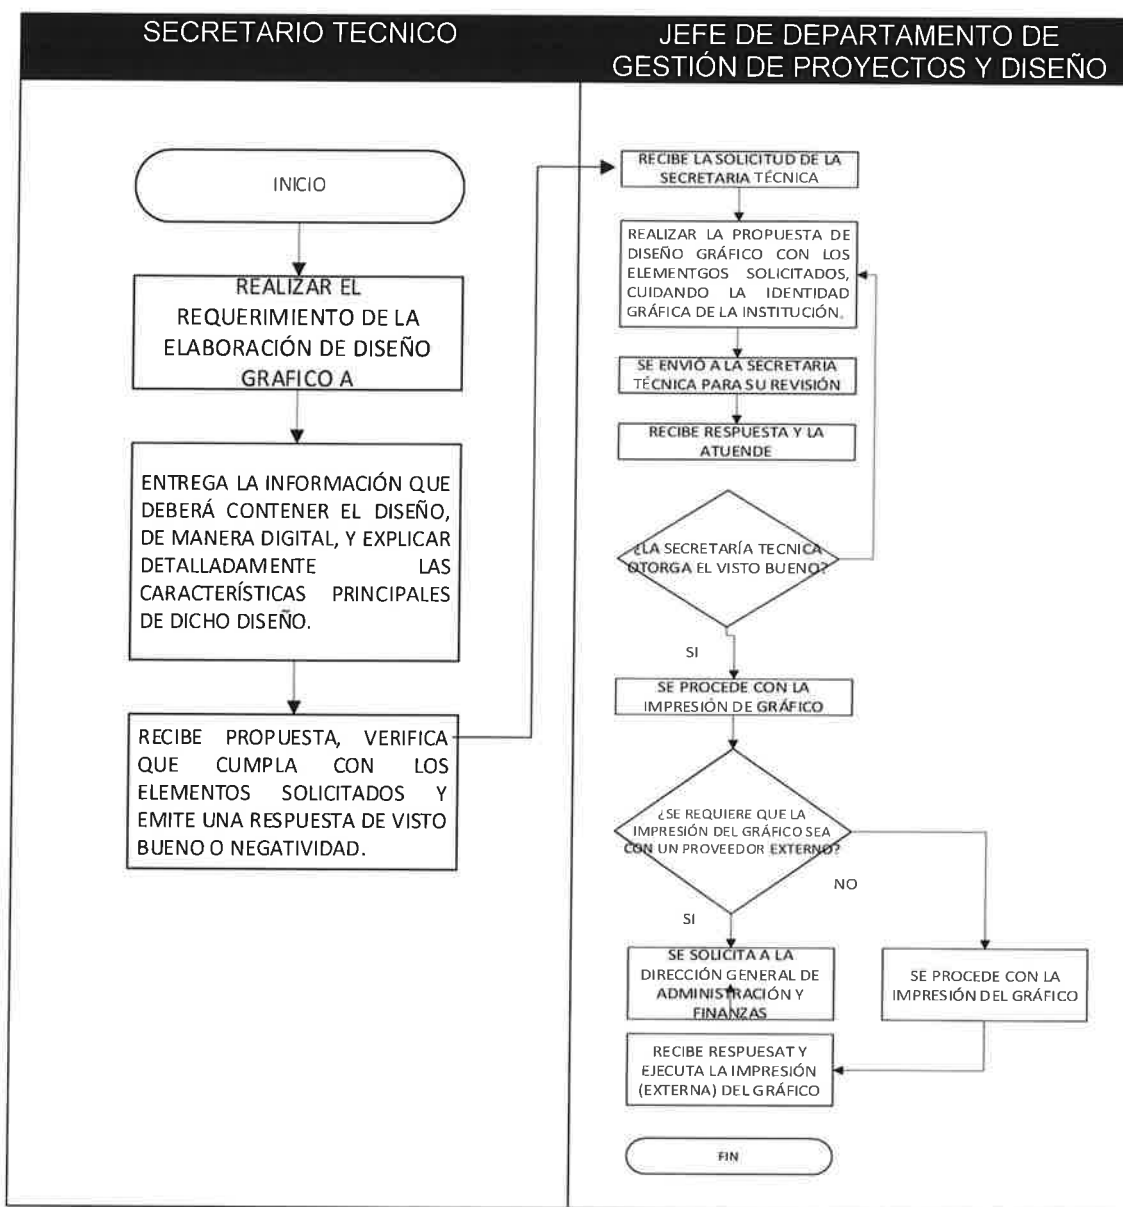 SECRETARIO TECNICO
JEFE DE DEPARTAMENTO DE
GESTIÓN DE PROYECTOS Y DISEÑO
INICIO
REALIZAR EL
REQUERIMIENTO DE LA
ELABORACIÓN DE DISEÑO
GRAFICO A
ENTREGA LA INFORMACIÓN QUE
DEBERÁ CONTENER EL DISEÑO,
DE MANERA DIGITAL, Y EXPLICAR
DETALLADAMENTE LAS
CARACTERÍSTICAS PRINCIPALES
DE DICHO DISEÑO.
RECIBE PROPUESTA, VERIFICA
QUE CUMPLA CON LOS
ELEMENTOS SOLICITADOS Y
EMITE UNA RESPUESTA DE VISTO
BUENO O NEGATIVIDAD.
RECIBE LA SOLICITUD DE LA
SECRETARIA TÉCNICA
REALIZAR LA PROPUESTA DE
DISEÑO GRÁFICO CON LOS
ELEMENTGOS SOLICITADOS,
CUIDANDO LA IDENTIDAD
GRÁFICA DE LA INSTITUCIÓN.
SE ENVIÓ A LA SECRETARIA
TÉCNICA PARA SU REVISIÓN
RECIBE RESPUESTA Y LA
ATUENDE
¿LA SECRETARÍA TECNICA
OTORGA EL VISTO BUENO?
SI
SE PROCEDE CON LA
IMPRESIÓN DE GRÁFICO
¿SE REQUIERE QUE LA
IMPRESIÓN DEL GRÁFICO SEA
CON UN PROVEEDOR EXTERNO?
NO
SI
SE SOLICITA A LA
DIRECCIÓN GENERAL DE
ADMINISTRACIÓN Y
FINANZAS
SE PROCEDE CON LA
IMPRESIÓN DEL GRÁFICO
RECIBE RESPUESAT Y
EJECUTA LA IMPRESIÓN
(EXTERNA) DEL GRÁFICO
FIN